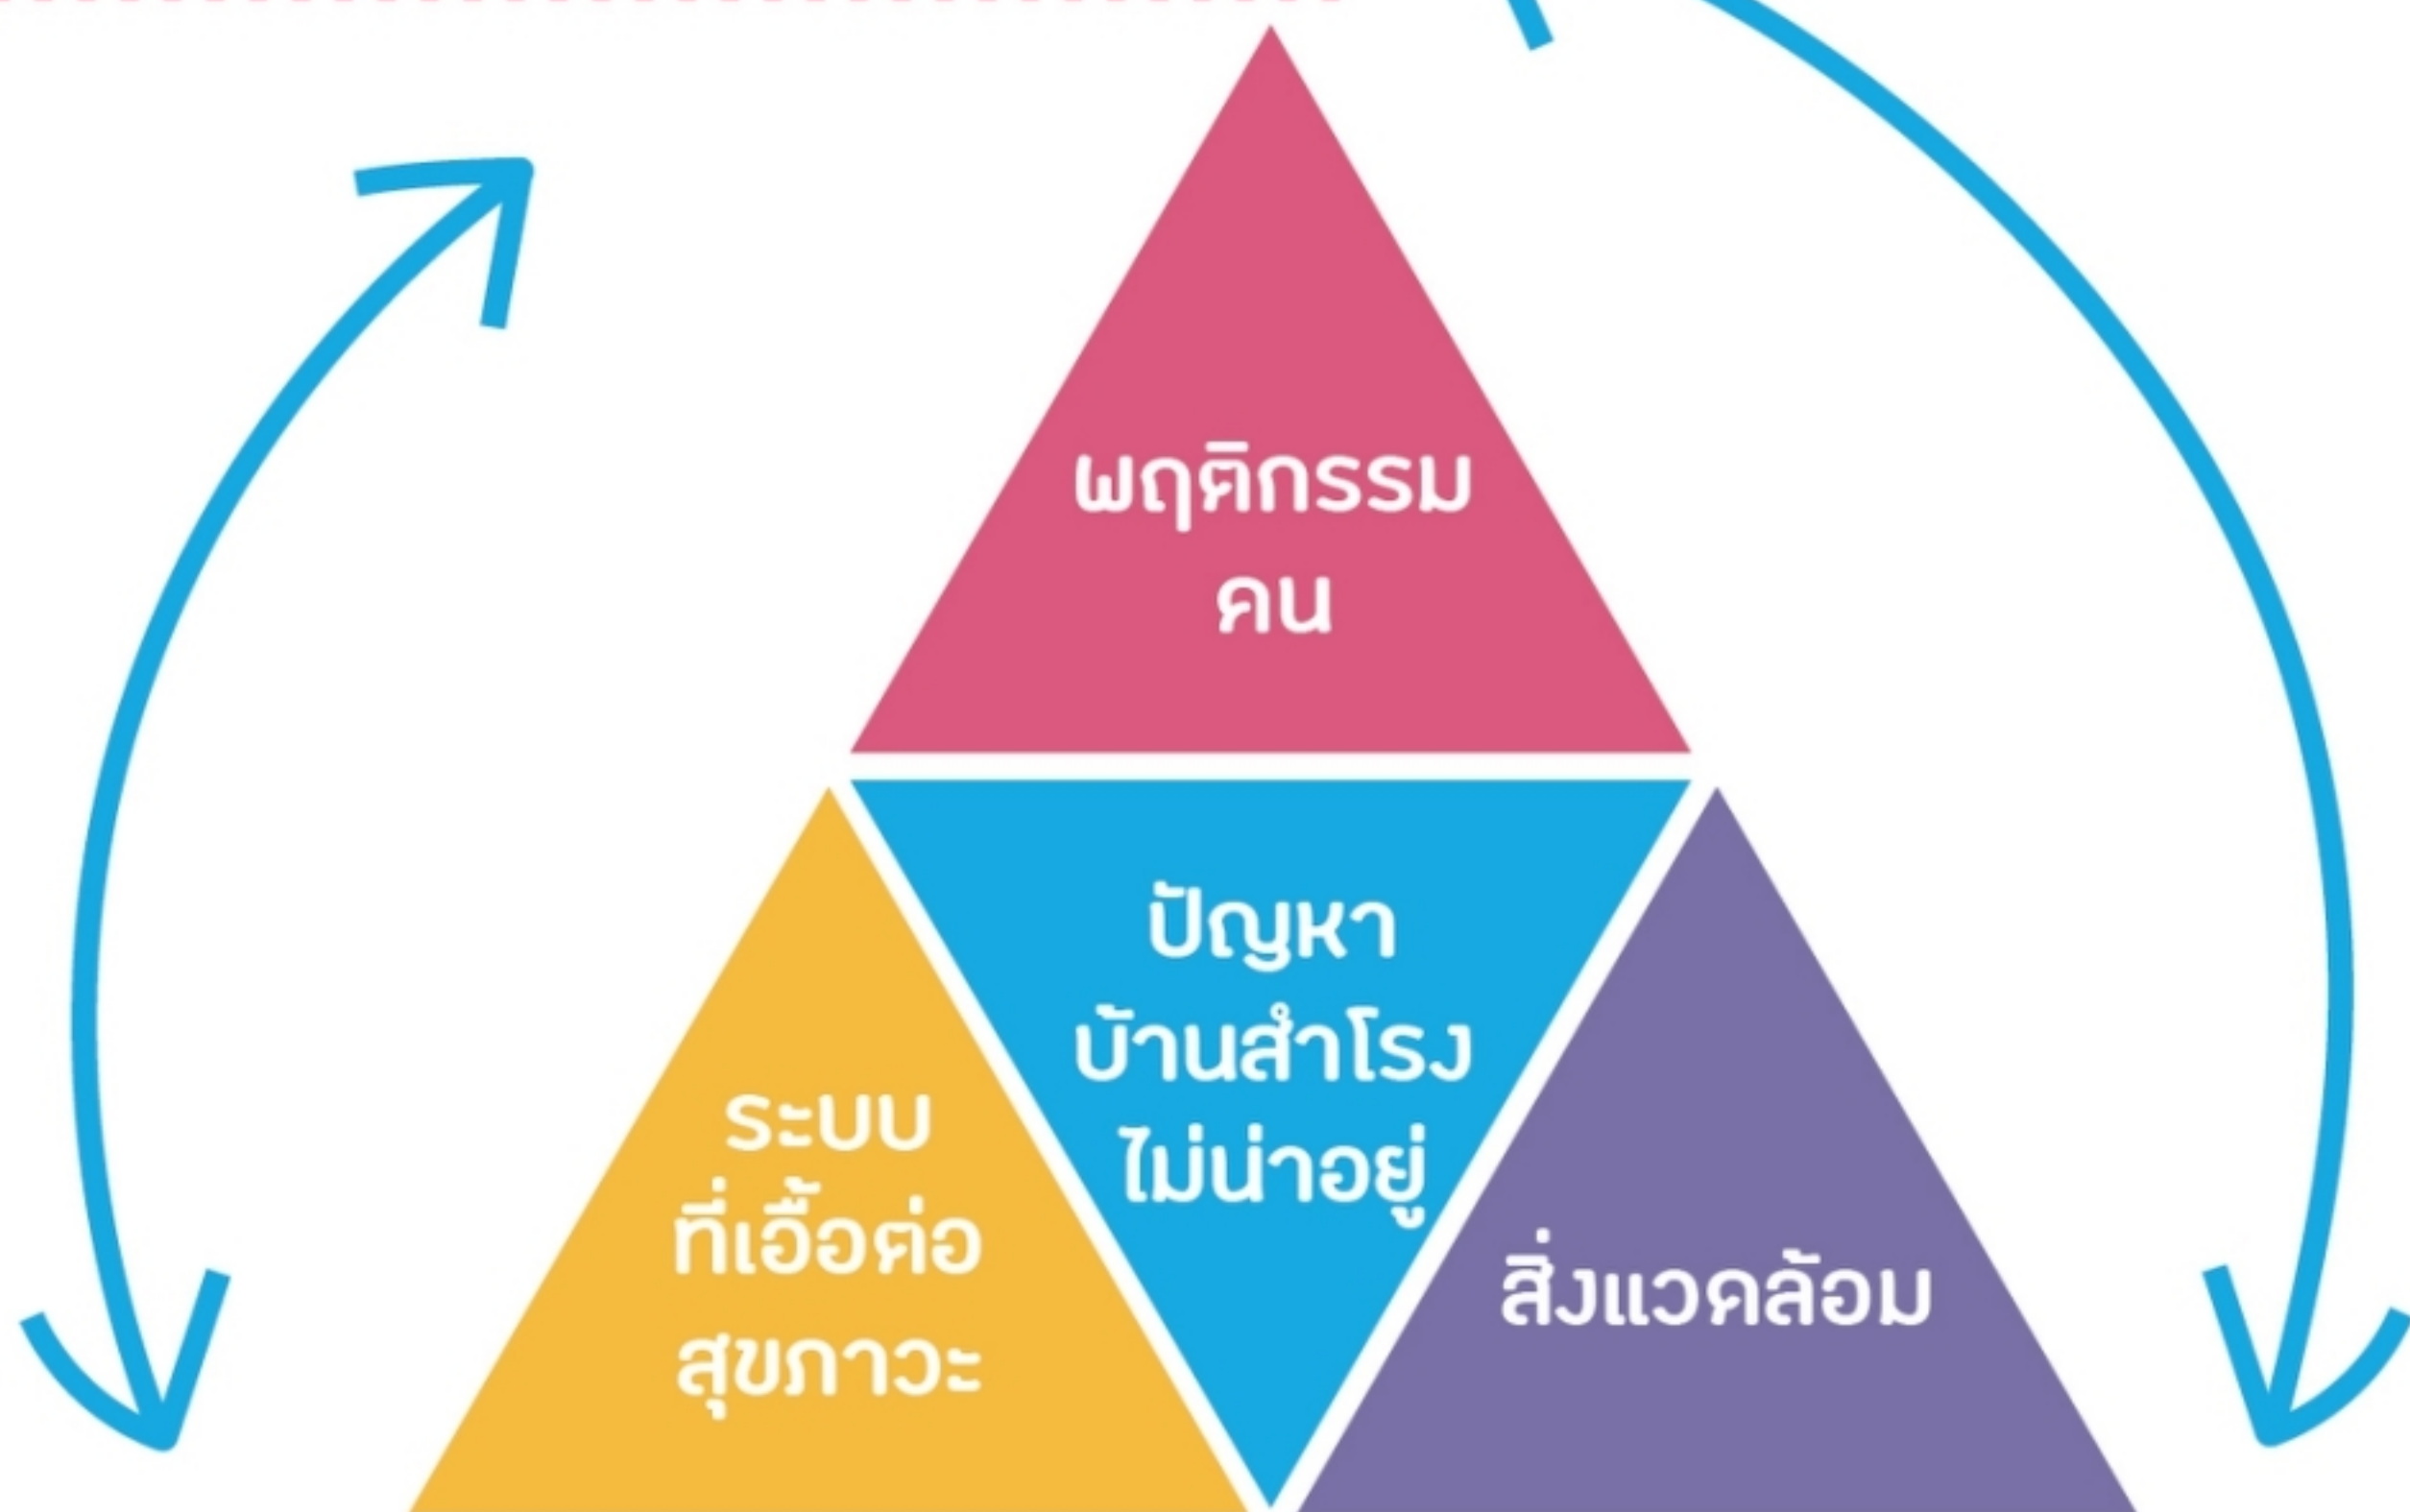 พฤติกรรม
คน
ปัญหา
บ้านสำโรง
ไม่น่าอยู่
ระบบ
ที่เอื้อต่อ
สุขภาวะ
สิ่งแวดล้อม